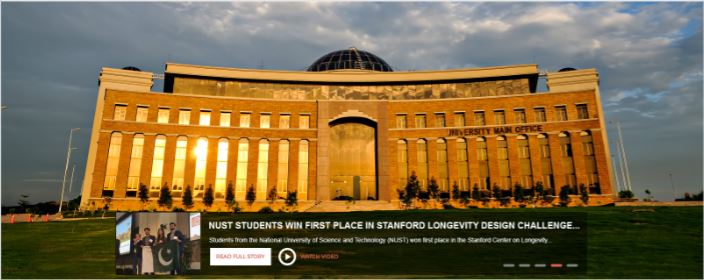 UNIVERSITY MAIN OFFICE
NUST STUDENTS WIN FIRST PLACE IN STANFORD LONGEVITY DESIGN CHALLENGE...
Students from the National University of Science and Technology (NUST) won first place in the Stanford Center on Longevity...
READ FULL STORY
WATCH VIDEO